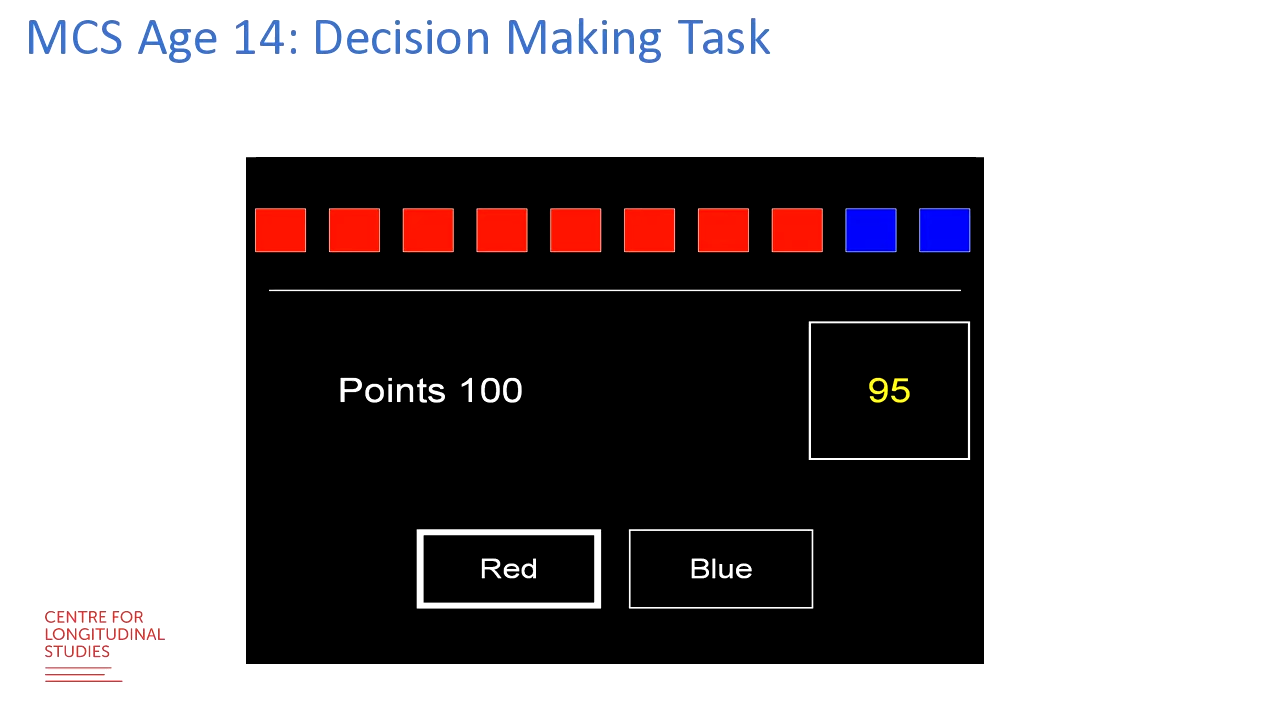 MCS Age 14: Decision Making Task
Points 100
95
Red
Blue
CENTRE FOR
LONGITUDINAL
STUDIES